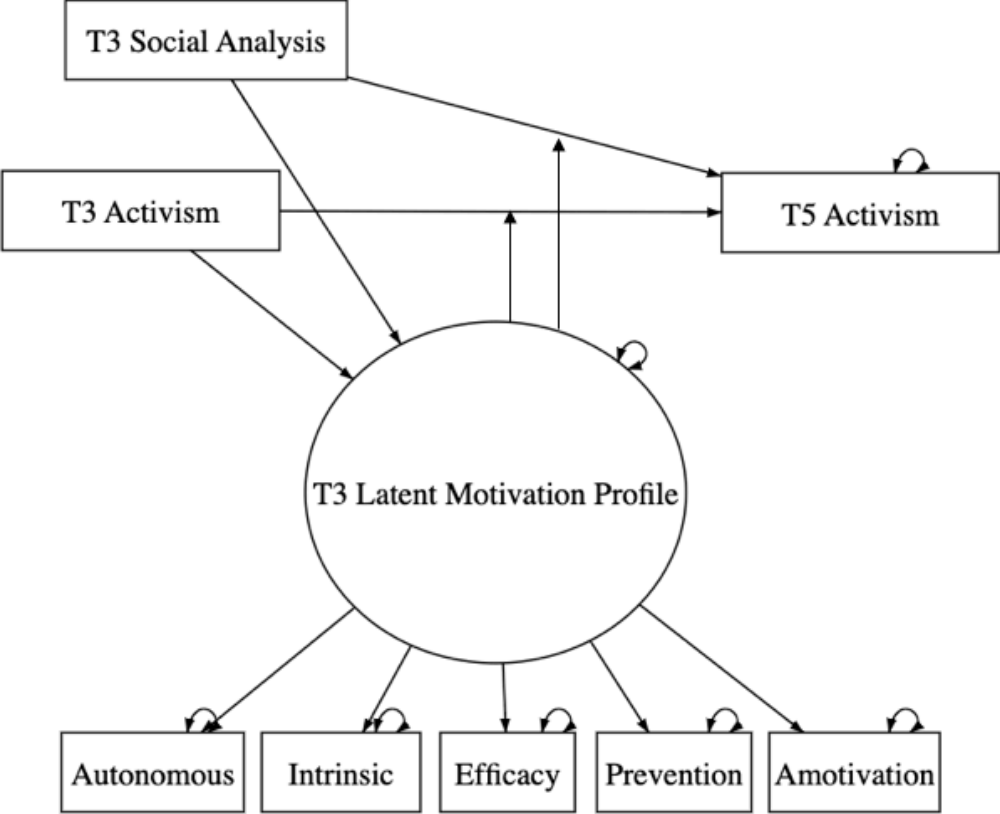 T3 Social Analysis
T3 Activism
T5 Activism
T3 Latent Motivation Profile
Autonomous
Intrinsic
Efficacy
Prevention
Amotivation